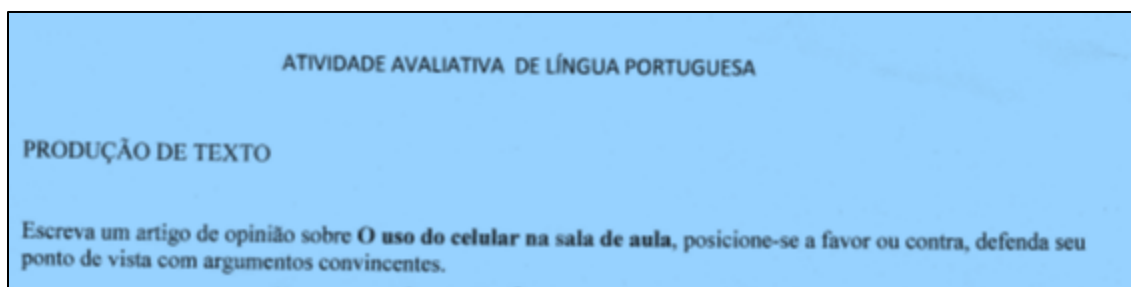 ATIVIDADE AVALIATIVA DE LÍNGUA PORTUGUESA
PRODUÇÃO DE TEXTO
Escreva um artigo de opinião sobre O uso do celular na sala de aula, posicione-se a favor ou contra, defenda seu
ponto de vista com argumentos convincentes.